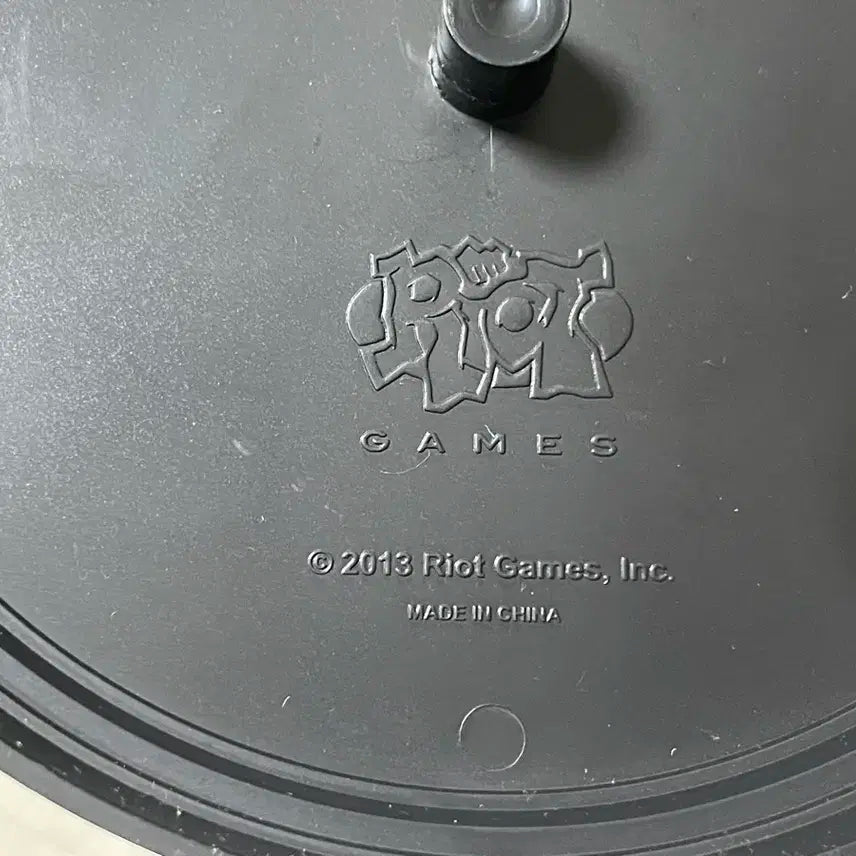 RIOT
GAMES
© 2013 Riot Games, Inc.
MADE IN CHINA